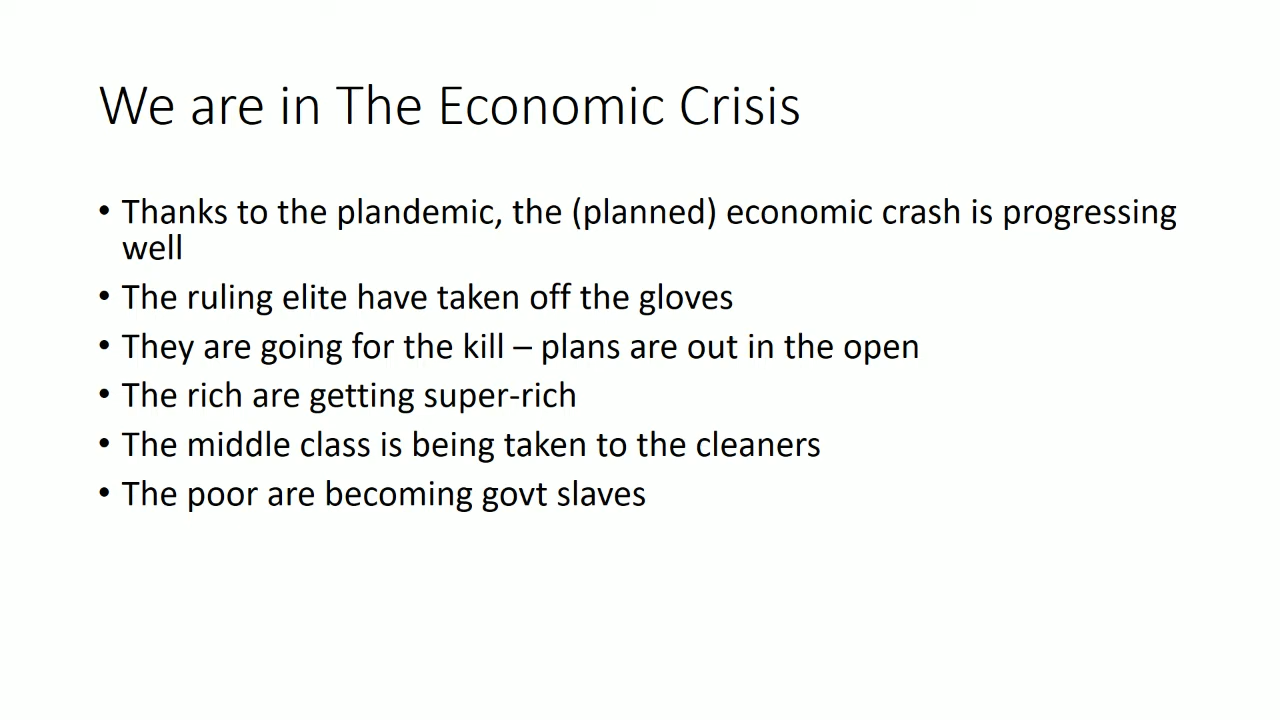 We are in The Economic Crisis
• Thanks to the plandemic, the (planned) economic crash is progressing
well
• The ruling elite have taken off the gloves
• They are going for the kill – plans are out in the open
• The rich are getting super-rich
• The middle class is being taken to the cleaners
• The poor are becoming govt slaves